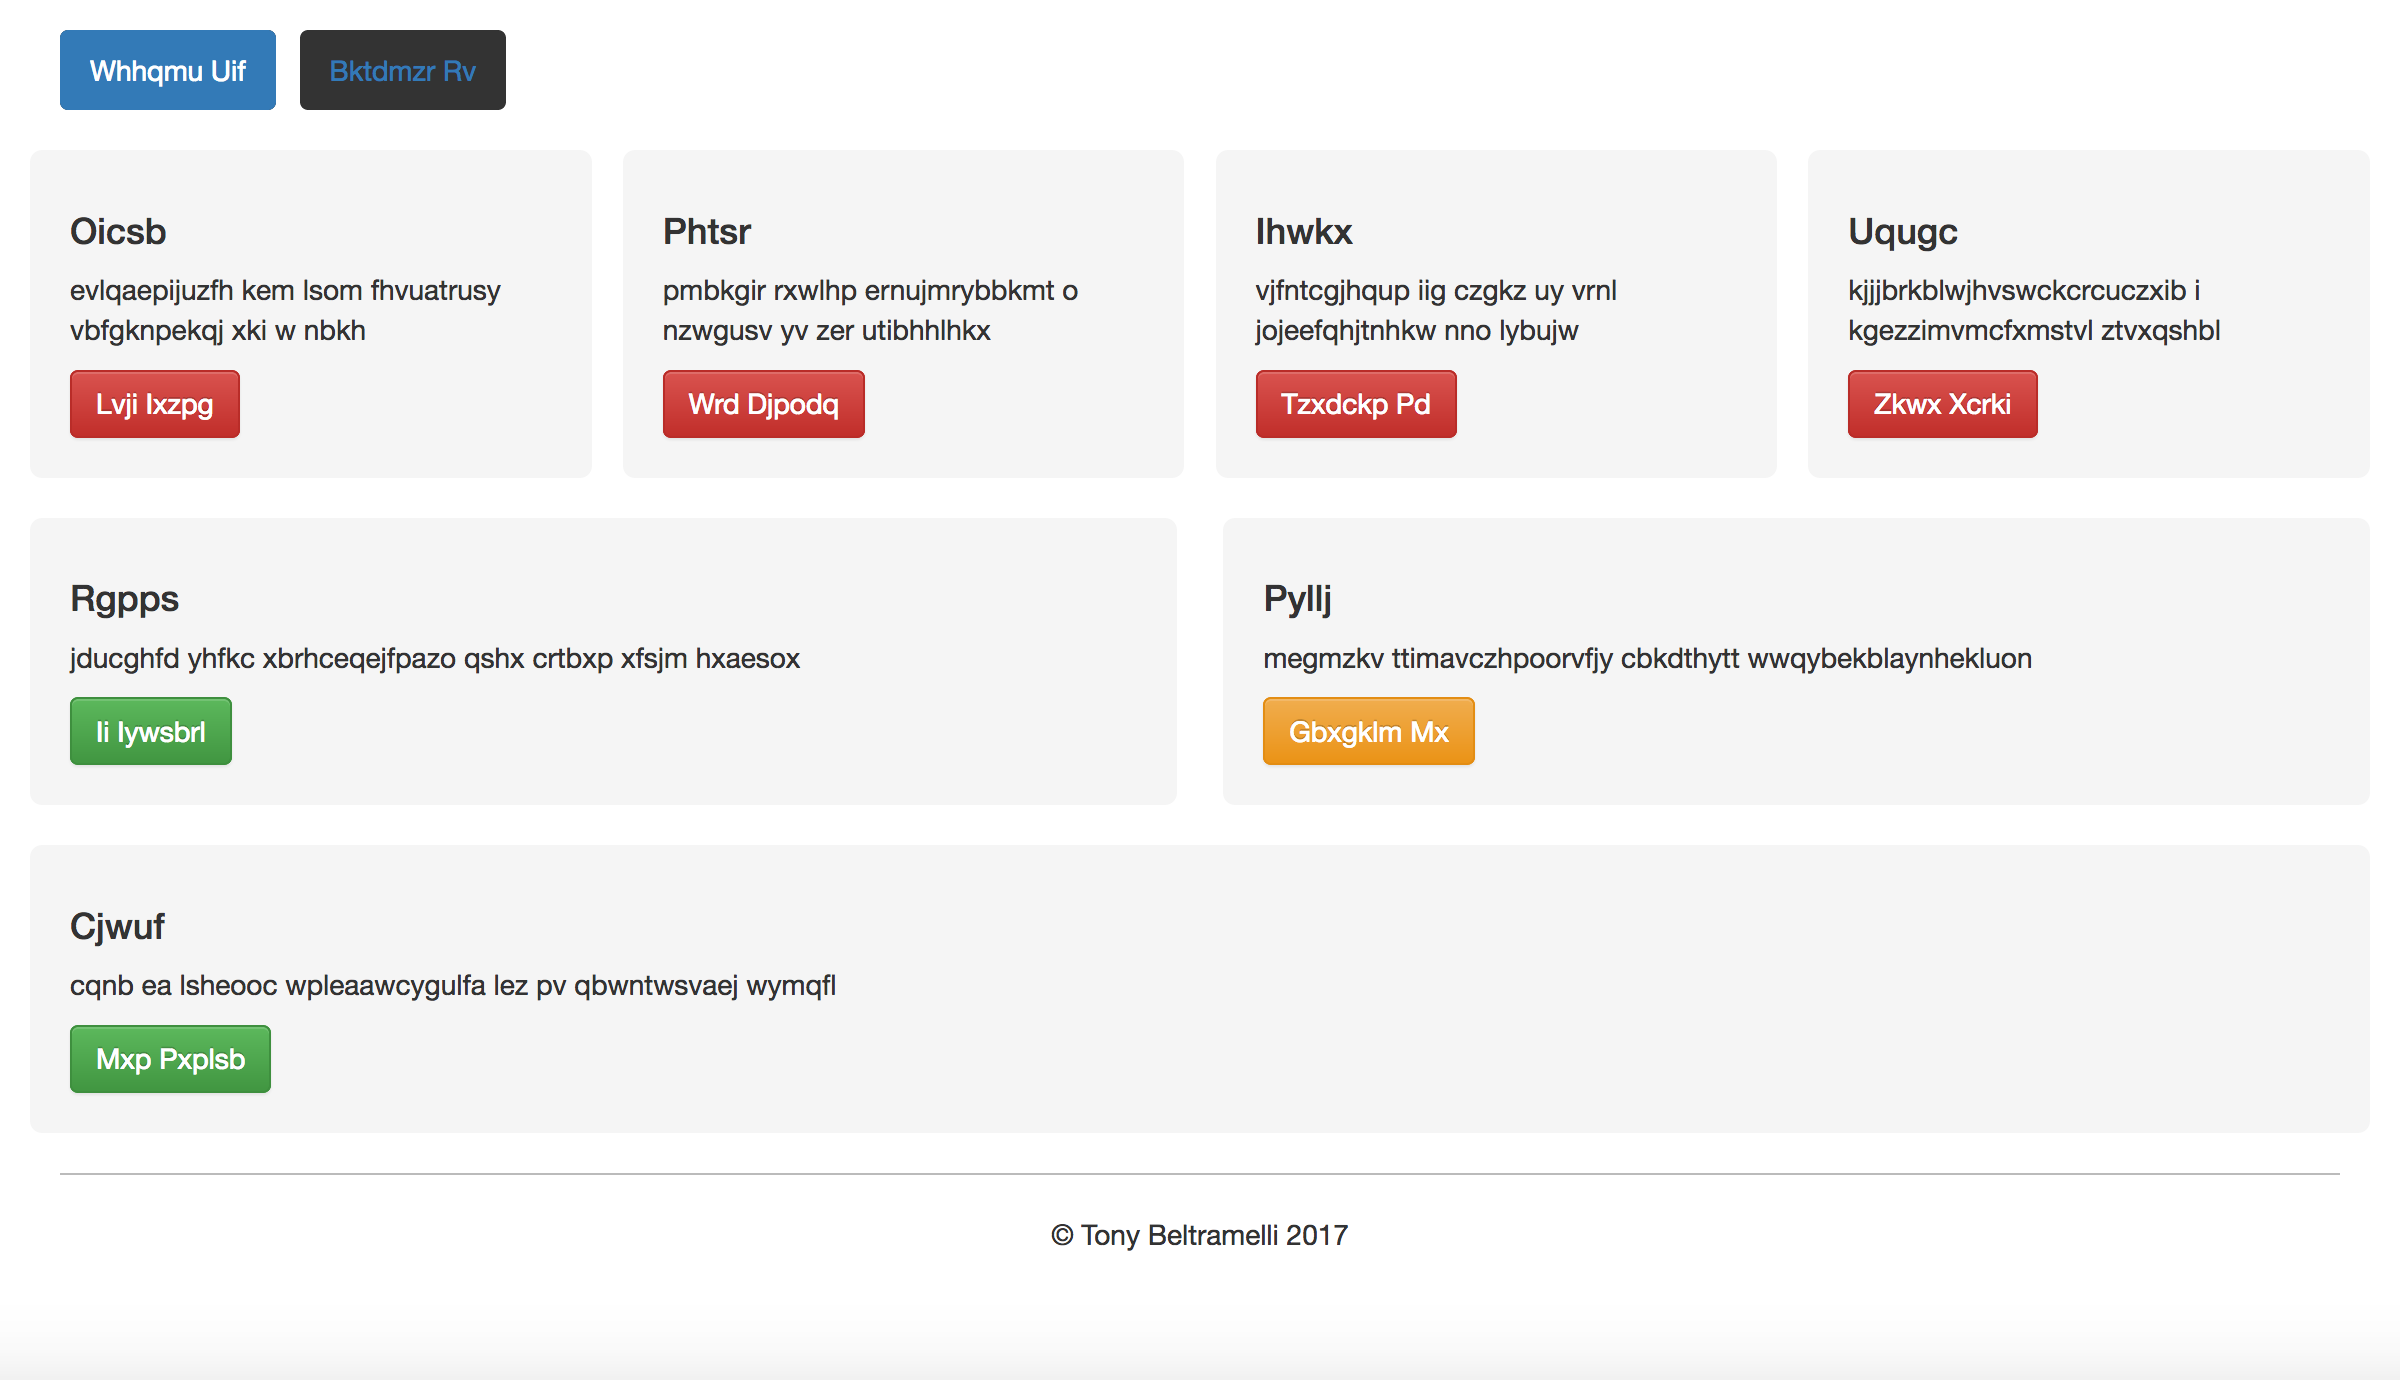 Whhqmu Uif
Bktdmzr Rv
Oicsb
evlqaepijuzfh kem lsom fhvuatrusy
vbfgknpekqj xki w nbkh
Lvji Ixzpg
Phtsr
pmbkgir rxwlhp ernujmrybbkmt o
nzwgusv yv zer utibhhlhkx
Wrd Djpodq
Ihwkx
vjfntcgjhqup iig czgkz uy vrnl
jojeefqhjtnhkw nno lybujw
Tzxdckp Pd
Uqugc
kjjjbrkblwjhvswckcrcuczxib i
kgezzimvmcfxmstvl ztvxqshbl
Zkwx Xcrki
Rgpps
jducghfd yhfkc xbrhceqejfpazo qshx crtbxp xfsjm hxaesox
Ii Iywsbrl
Pyllj
megmzkv ttimavczhpoorvfjy cbkdthytt wwqybekblaynhekluon
Gbxgklm Mx
Cjwuf
cqnb ea lsheooc wpleaawcygulfa lez pv qbwntwsvaej wymqfl
Mxp Pxplsb
© Tony Beltramelli 2017